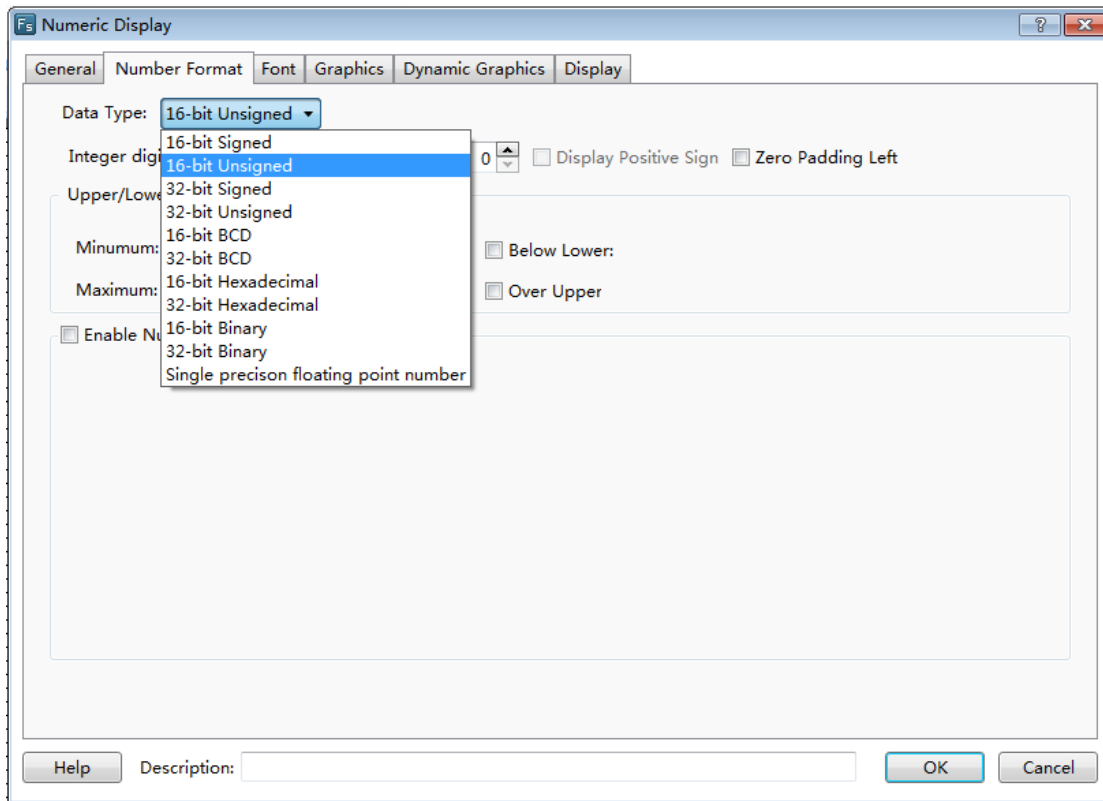 Fs Numeric Display
General Number Format Font Graphics Dynamic Graphics Display
Data Type: 16-bit Unsigned
16-bit Signed
Integer digi 0 Display Positive Sign Zero Padding Left
16-bit Unsigned
Upper/Lowe 32-bit Signed
32-bit Unsigned
16-bit BCD
Minumum: Below Lower:
32-bit BCD
16-bit Hexadecimal
Maximum: Over Upper
32-bit Hexadecimal
16-bit Binary
Enable Nu
32-bit Binary
Single precison floating point number
Help Description: OK Cancel